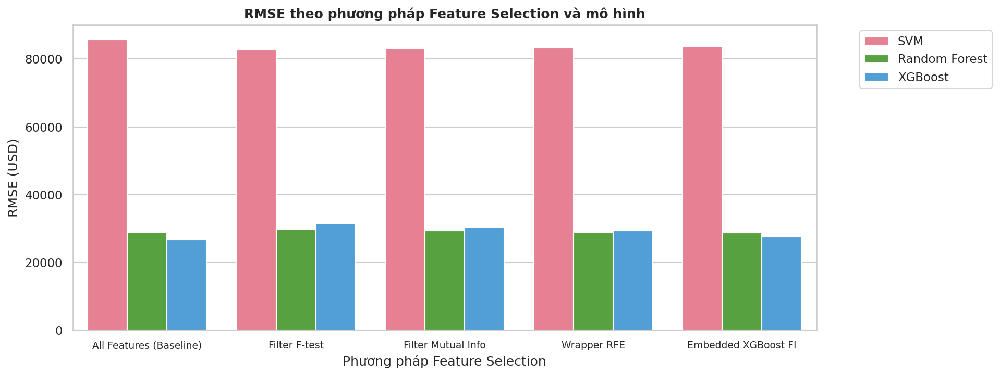 RMSE theo phương pháp Feature Selection và mô hình
SVM
Random Forest
XGBoost
RMSE (USD)
80000
60000
40000
20000
0
All Features (Baseline)
Filter F-test
Filter Mutual Info
Wrapper RFE
Embedded XGBoost FI
Phương pháp Feature Selection